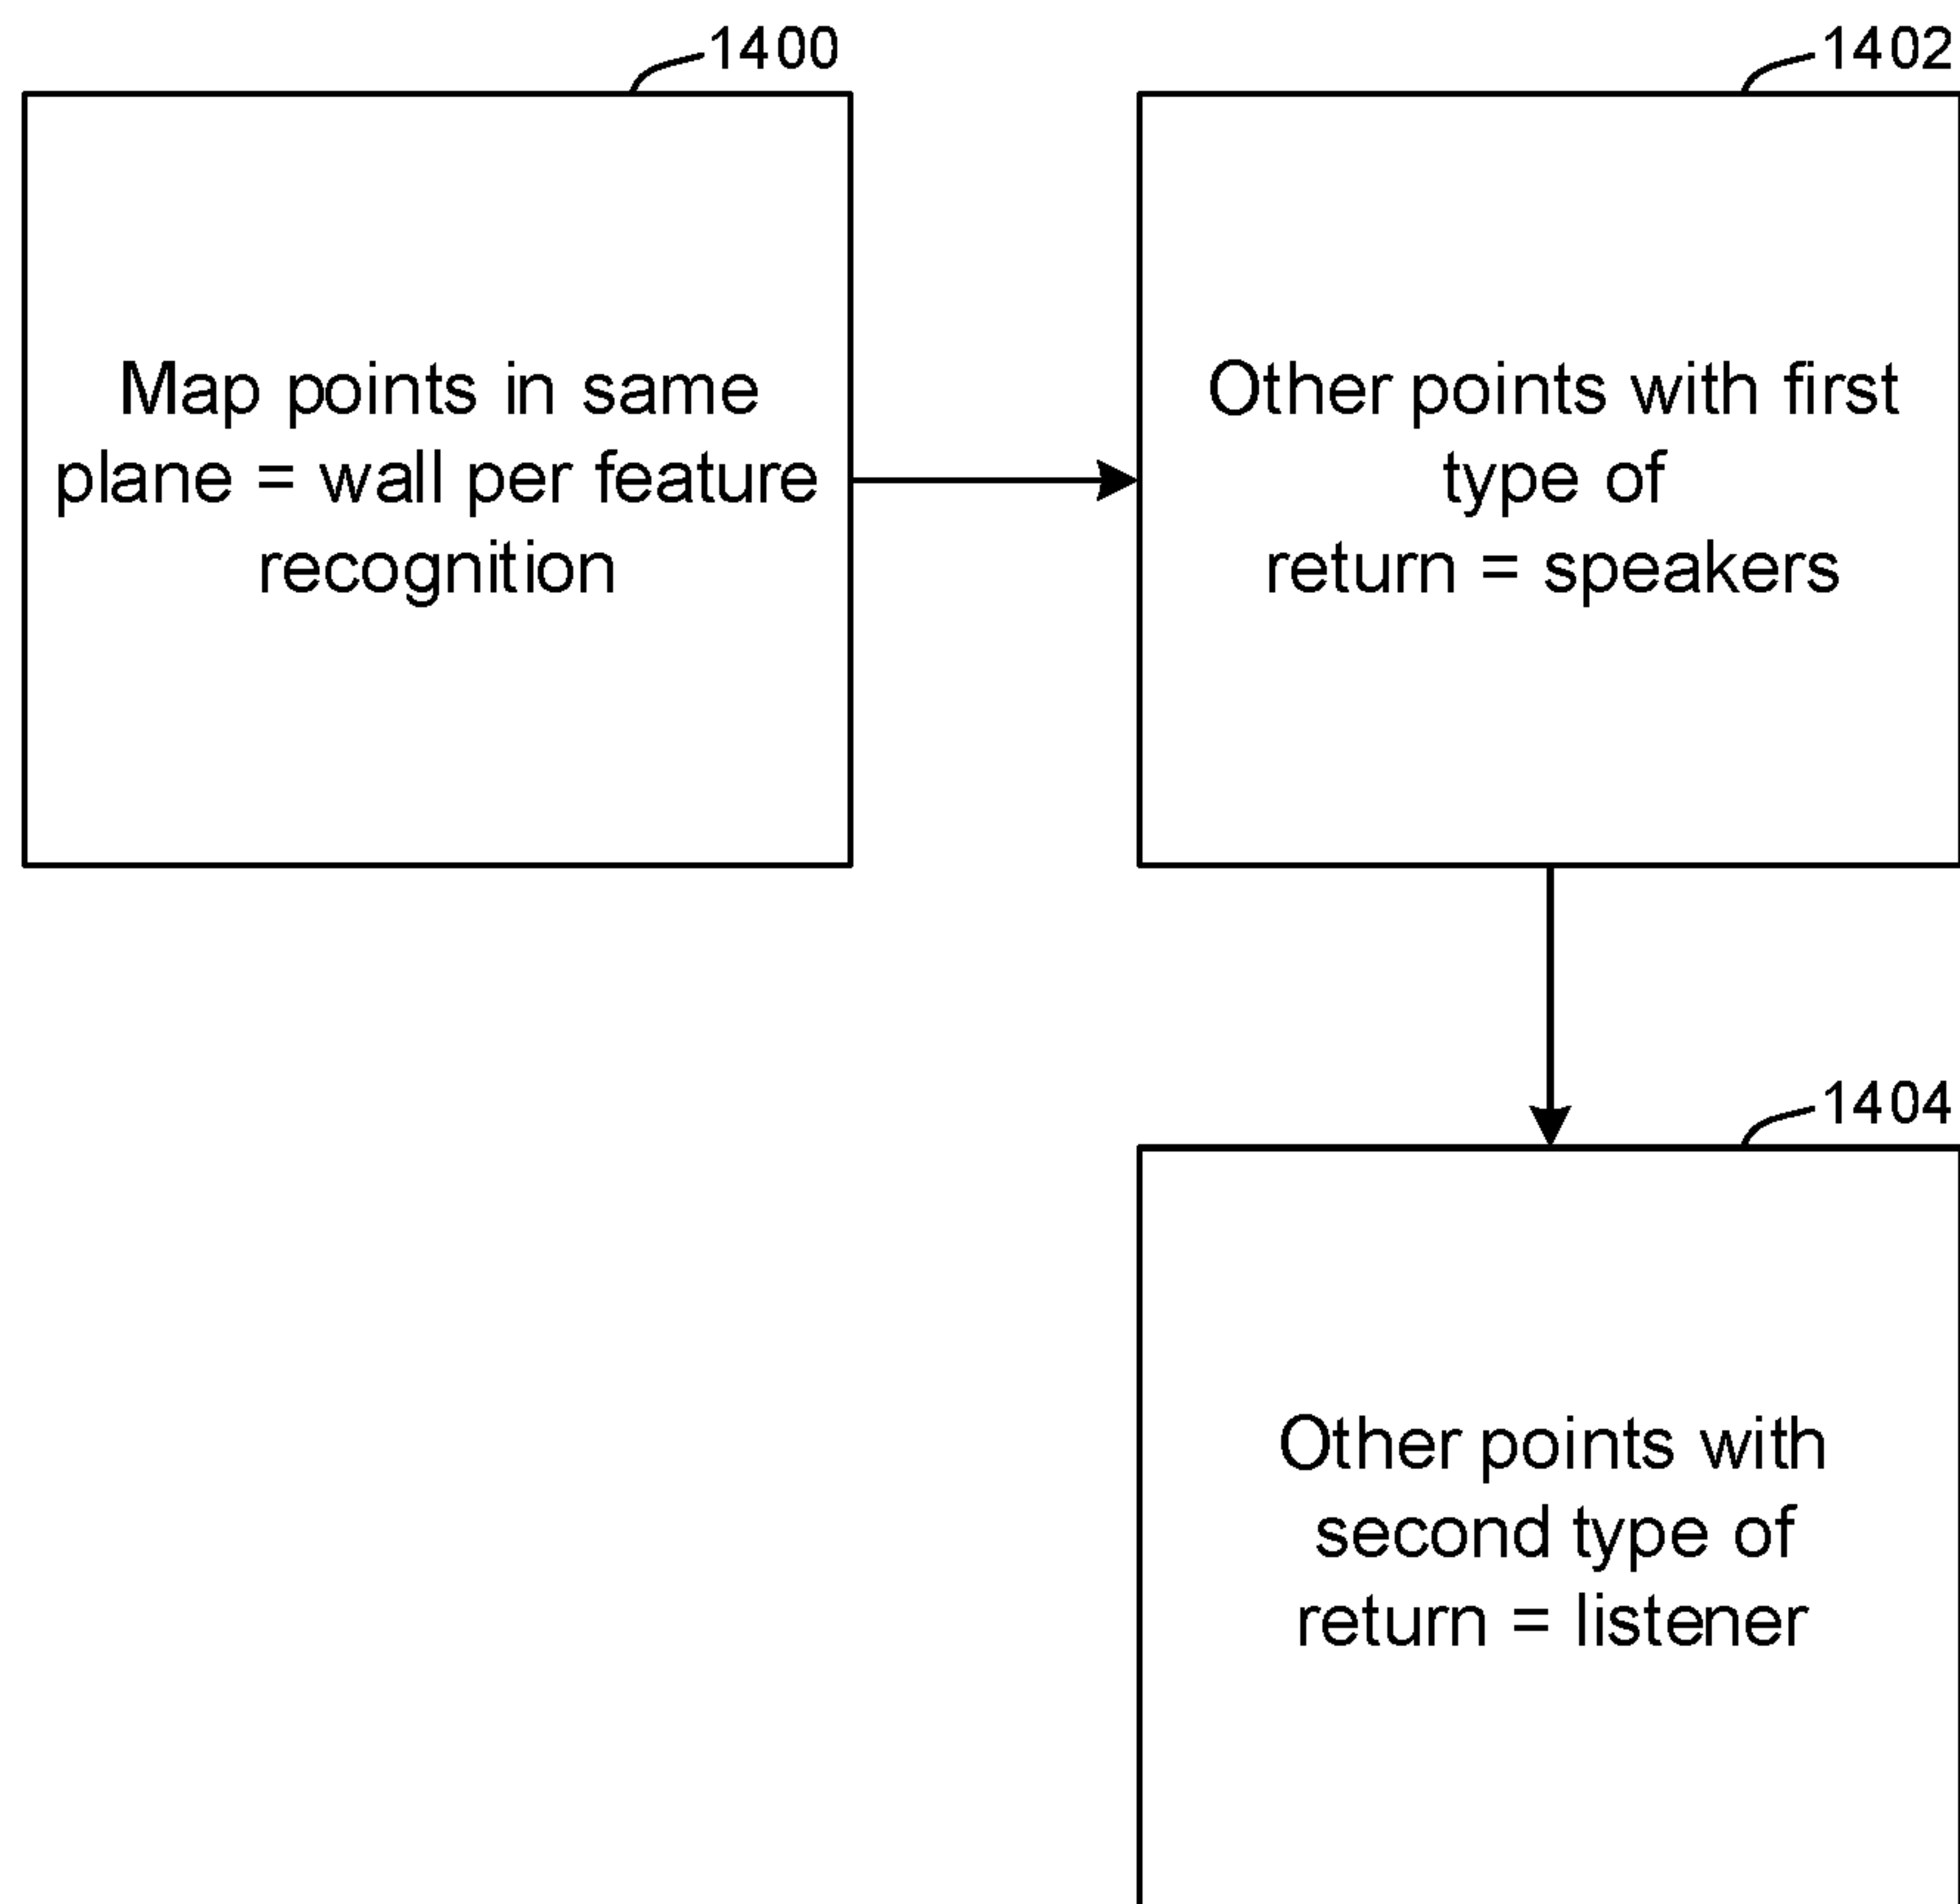 1400
Map points in same
plane = wall per feature
recognition
1402
Other points with first
type of
return = speakers
1404
Other points with
second type of
return = listener